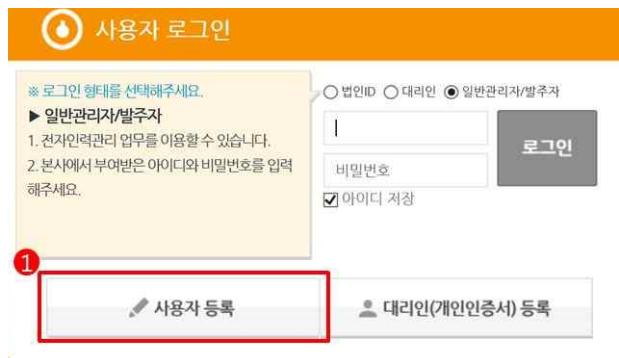 사용자 로그인
※ 로그인 형태를 선택해주세요.
▶ 일반관리자/발주자
1. 전자인력관리 업무를 이용할 수 있습니다.
2. 본사에서 부여받은 아이디와 비밀번호를 입력
해주세요.
법인ID 대리인 일반관리자/발주자
비밀번호
로그인
아이디 저장
1
사용자 등록
대리인(개인인증서) 등록